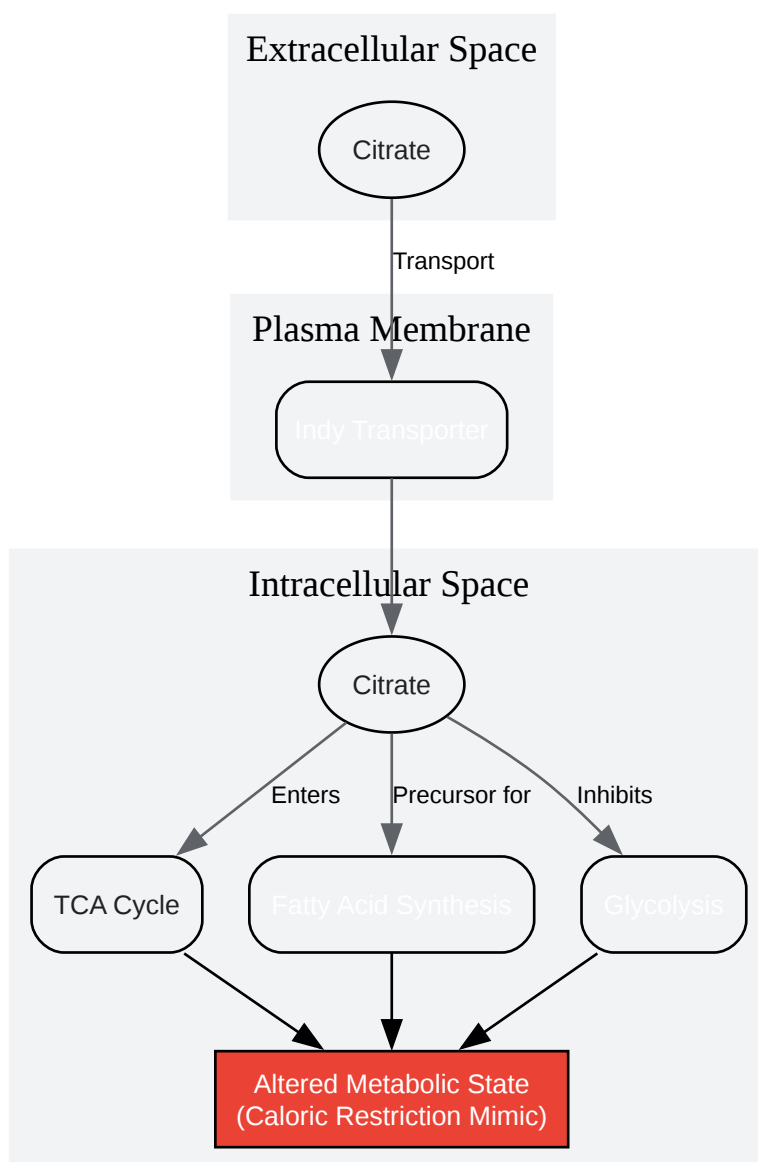 Extracellular Space
Citrate
Transport
Plasma Membrane
Indy Transporter
Intracellular Space
Citrate
Enters
Precursor for
Inhibits
TCA Cycle
Fatty Acid Synthesis
Glycolysis
Altered Metabolic State
(Caloric Restriction Mimic)